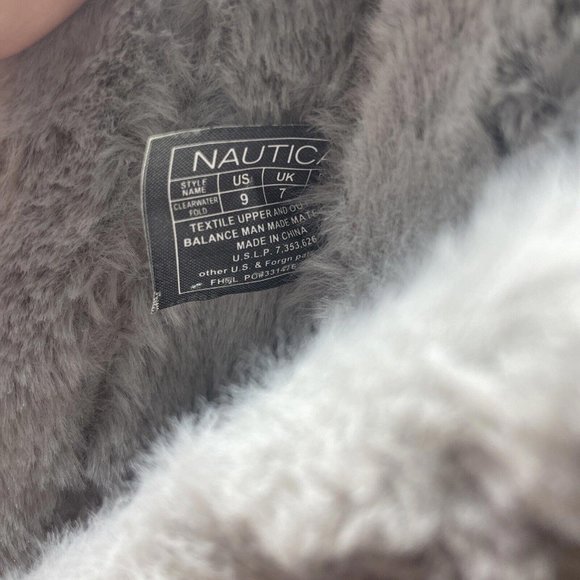 NAUTICA
STYLE NAME US UK
CLEARWATER FOLD 9 7
TEXTILE UPPER AND
BALANCE MAN MADE
MADE IN CHINA
U.S.L.P. 7,353,626
other U.S. & Forgn